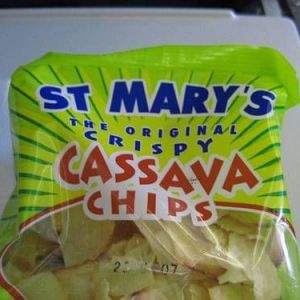 ST MARY'S
THE ORIGINAL
CRISPY
CASSAVA
CHIPS